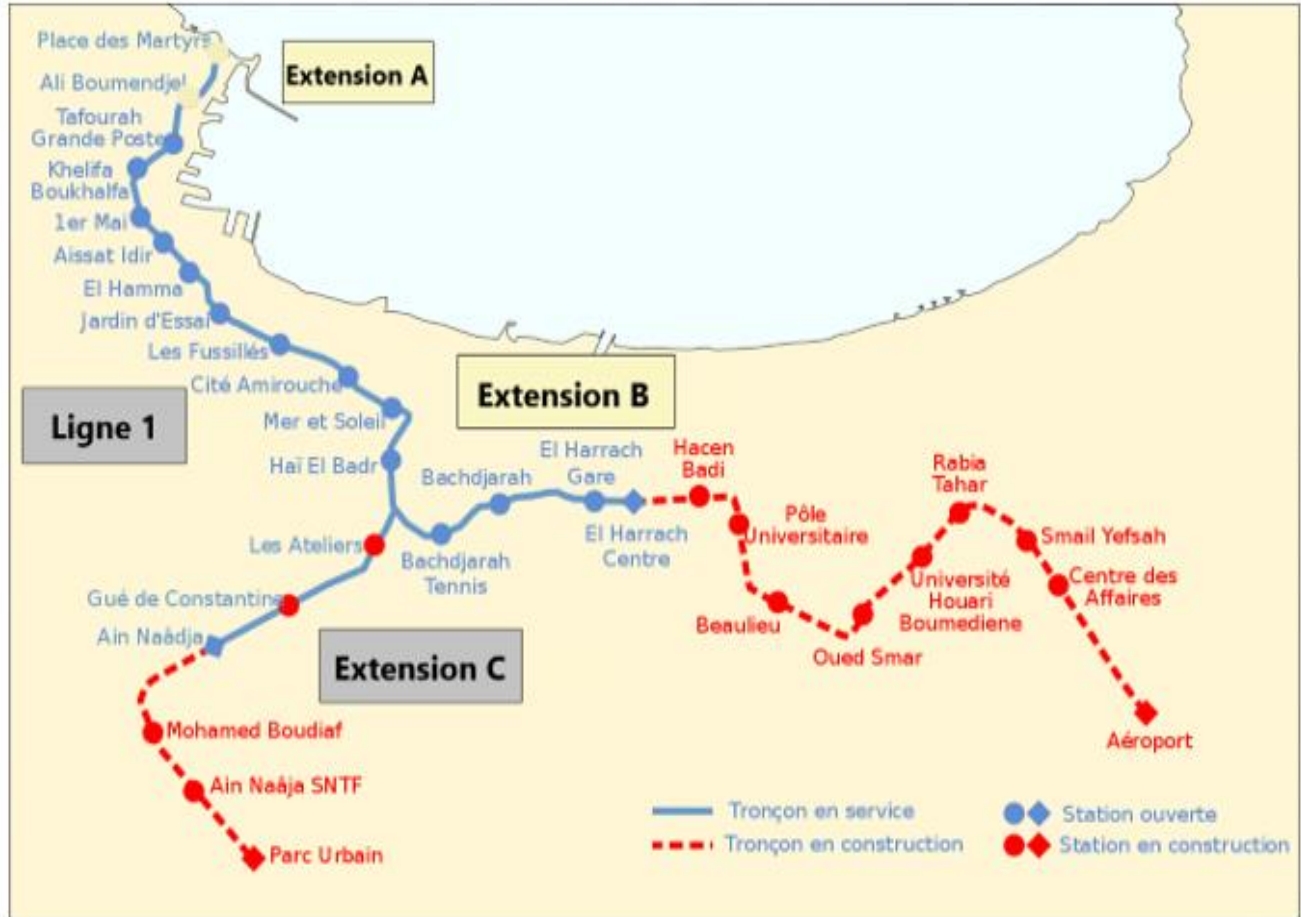 Place des Martyrs
Extension A
Ali Boumendjel
Tafourah
Grande Poste
Khelifa
Boukhalfa
1er Mai
Aissat Idir
El Hamma
Jardin d'Essai
Les Fussillés
Cité Amirouche
Extension B
Ligne 1
Mer et Soleil
Haï El Badr
Bachdjarah
El Harrach
Gare
Hacen
Badi
Rabia
Tahar
Pôle
Universitaire
Smail Yefsah
El Harrach
Centre
Les Ateliers
Bachdjarah
Tennis
Université
Houari
Boumediene
Centre des
Affaires
Gué de Constantine
Beaulieu
Oued Smar
Ain Naâdja
Extension C
Mohamed Boudiaf
Aéroport
Ain Naâja SNTF
Parc Urbain
Tronçon en service
Station ouverte
Tronçon en construction
Station en construction